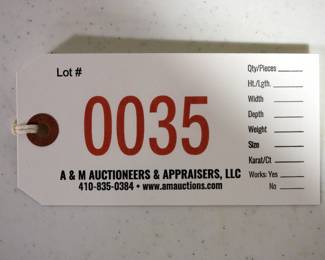 Lot #
0035
A & M AUCTIONEERS & APPRAISERS, LLC
410-835-0384 • www.amauctions.com
Qty/Pieces
Ht./Lgth.
Width
Depth
Weight
Size
Karat/Ct
Works: Yes
No